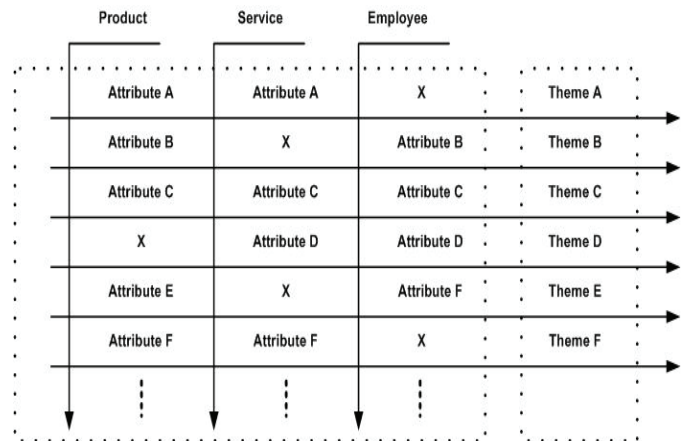 Product Service Employee
Attribute A Attribute A X Theme A
Attribute B X Attribute B Theme B
Attribute C Attribute C Attribute C Theme C
X Attribute D Attribute D Theme D
Attribute E X Attribute F Theme E
Attribute F Attribute F X Theme F